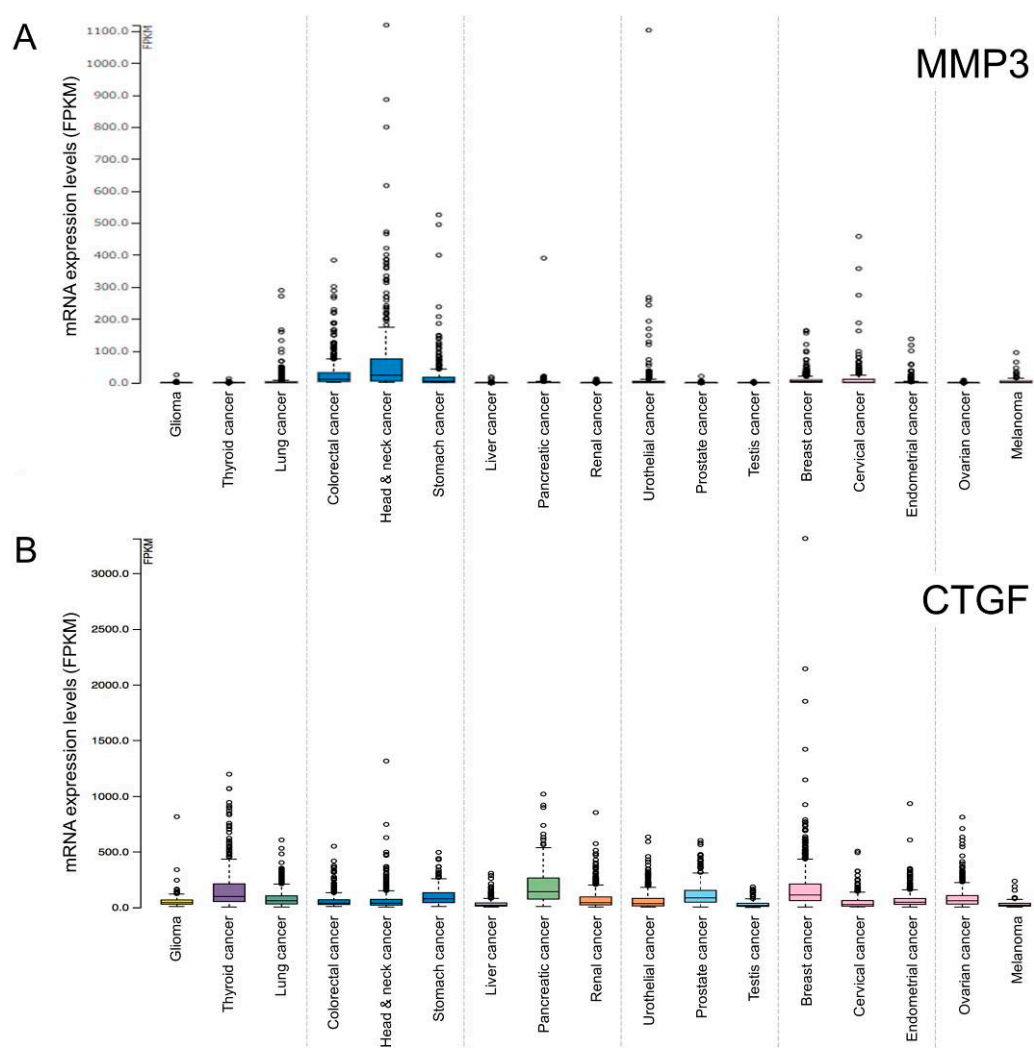 A
MMP3
mRNA expression levels (FPKM)
FPKM
1100.0
1000.0
900.0
800.0
700.0
600.0
500.0
400.0
300.0
200.0
100.0
0.0
Glioma
Thyroid cancer
Lung cancer
Colorectal cancer
Head & neck cancer
Stomach cancer
Liver cancer
Pancreatic cancer
Renal cancer
Urothelial cancer
Prostate cancer
Testis cancer
Breast cancer
Cervical cancer
Endometrial cancer
Ovarian cancer
Melanoma
B
CTGF
mRNA expression levels (FPKM)
FPKM
3000.0
2500.0
2000.0
1500.0
1000.0
500.0
0.0
Glioma
Thyroid cancer
Lung cancer
Colorectal cancer
Head & neck cancer
Stomach cancer
Liver cancer
Pancreatic cancer
Renal cancer
Urothelial cancer
Prostate cancer
Testis cancer
Breast cancer
Cervical cancer
Endometrial cancer
Ovarian cancer
Melanoma